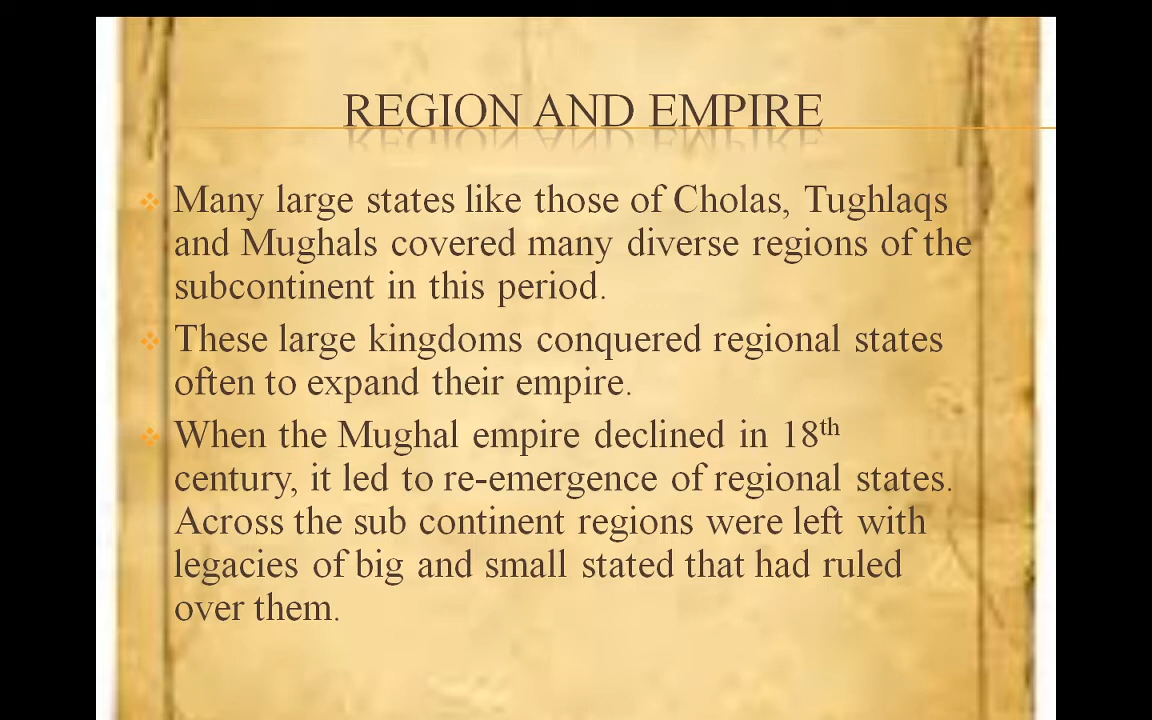 REGION AND EMPIRE
Many large states like those of Cholas, Tughlaqs
and Mughals covered many diverse regions of the
subcontinent in this period.
These large kingdoms conquered regional states
often to expand their empire.
When the Mughal empire declined in 18th
century, it led to re-emergence of regional states.
Across the sub continent regions were left with
legacies of big and small stated that had ruled
over them.